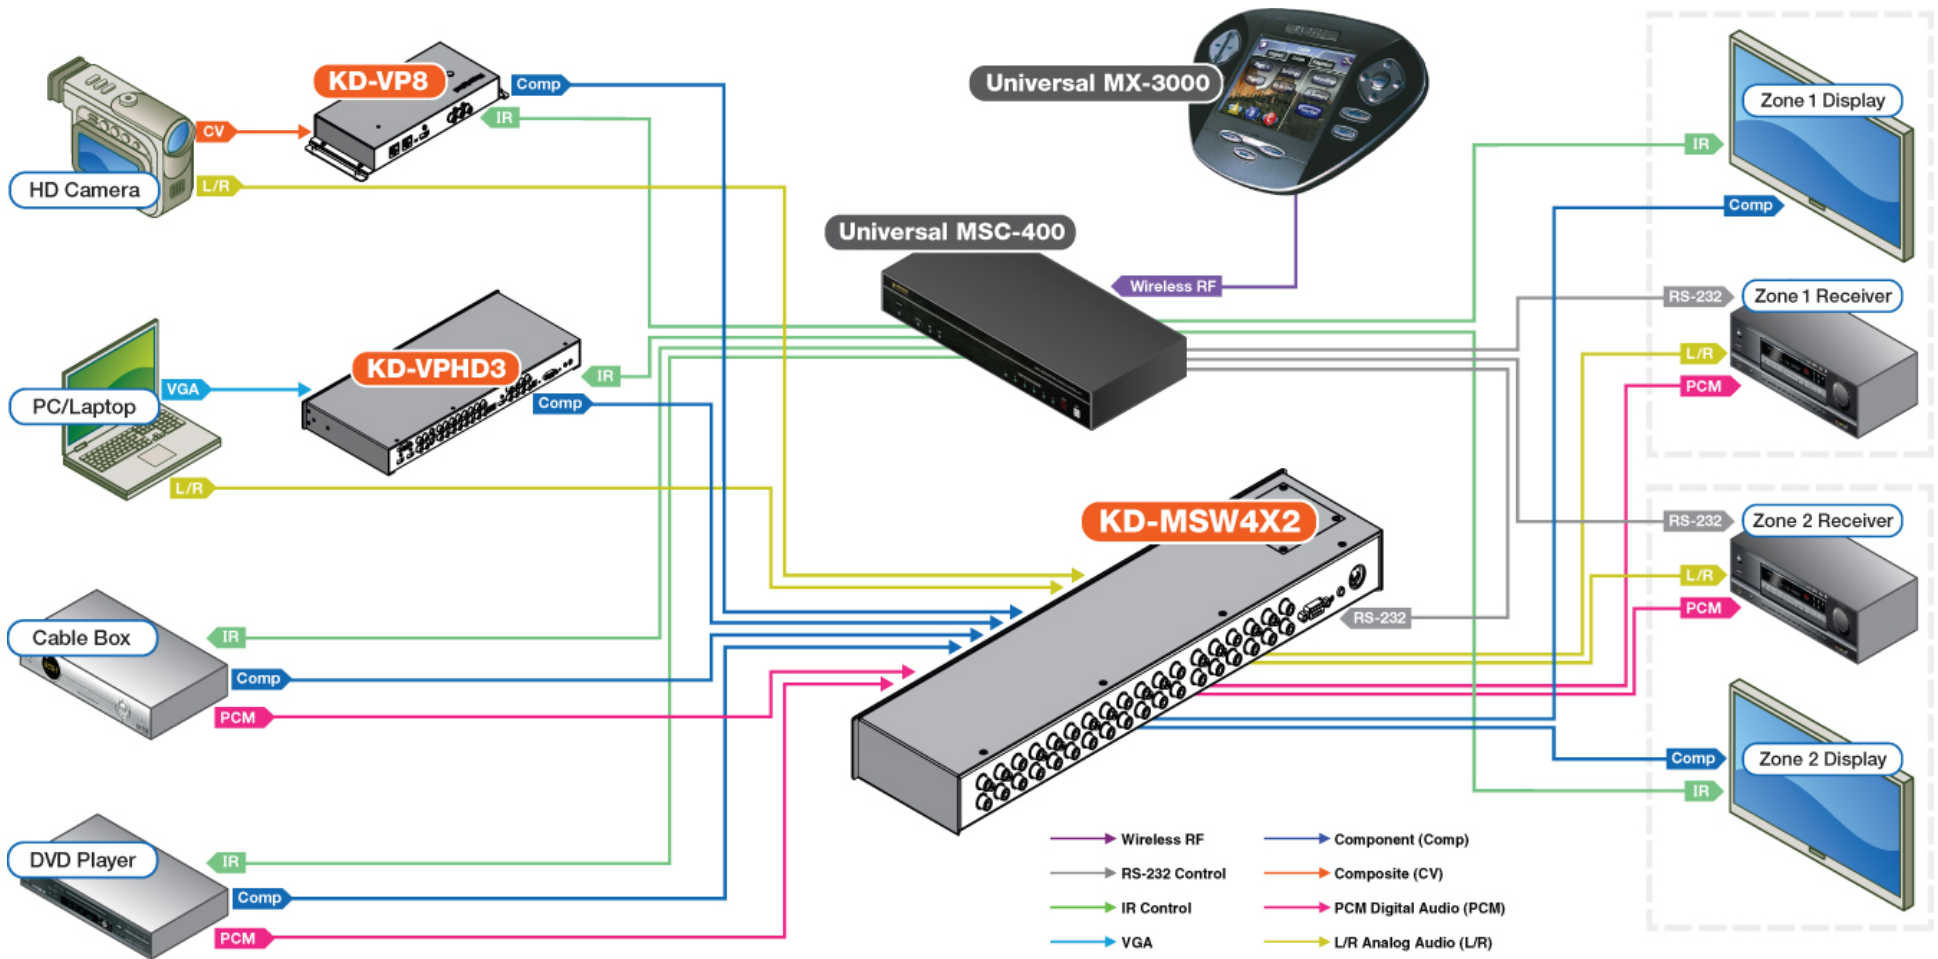 KD-VP8
Comp
IR
CV
HD Camera
L/R
Universal MX-3000
Universal MSC-400
Wireless RF
Zone 1 Display
IR
Comp
RS-232
Zone 1 Receiver
L/R
PCM
KD-VPHD3
IR
VGA
Comp
PC/Laptop
L/R
KD-MSW4X2
RS-232
RS-232
Zone 2 Receiver
L/R
PCM
Comp
Zone 2 Display
IR
Cable Box
IR
Comp
PCM
DVD Player
IR
Comp
PCM
Wireless RF
Component (Comp)
RS-232 Control
Composite (CV)
IR Control
PCM Digital Audio (PCM)
VGA
L/R Analog Audio (L/R)